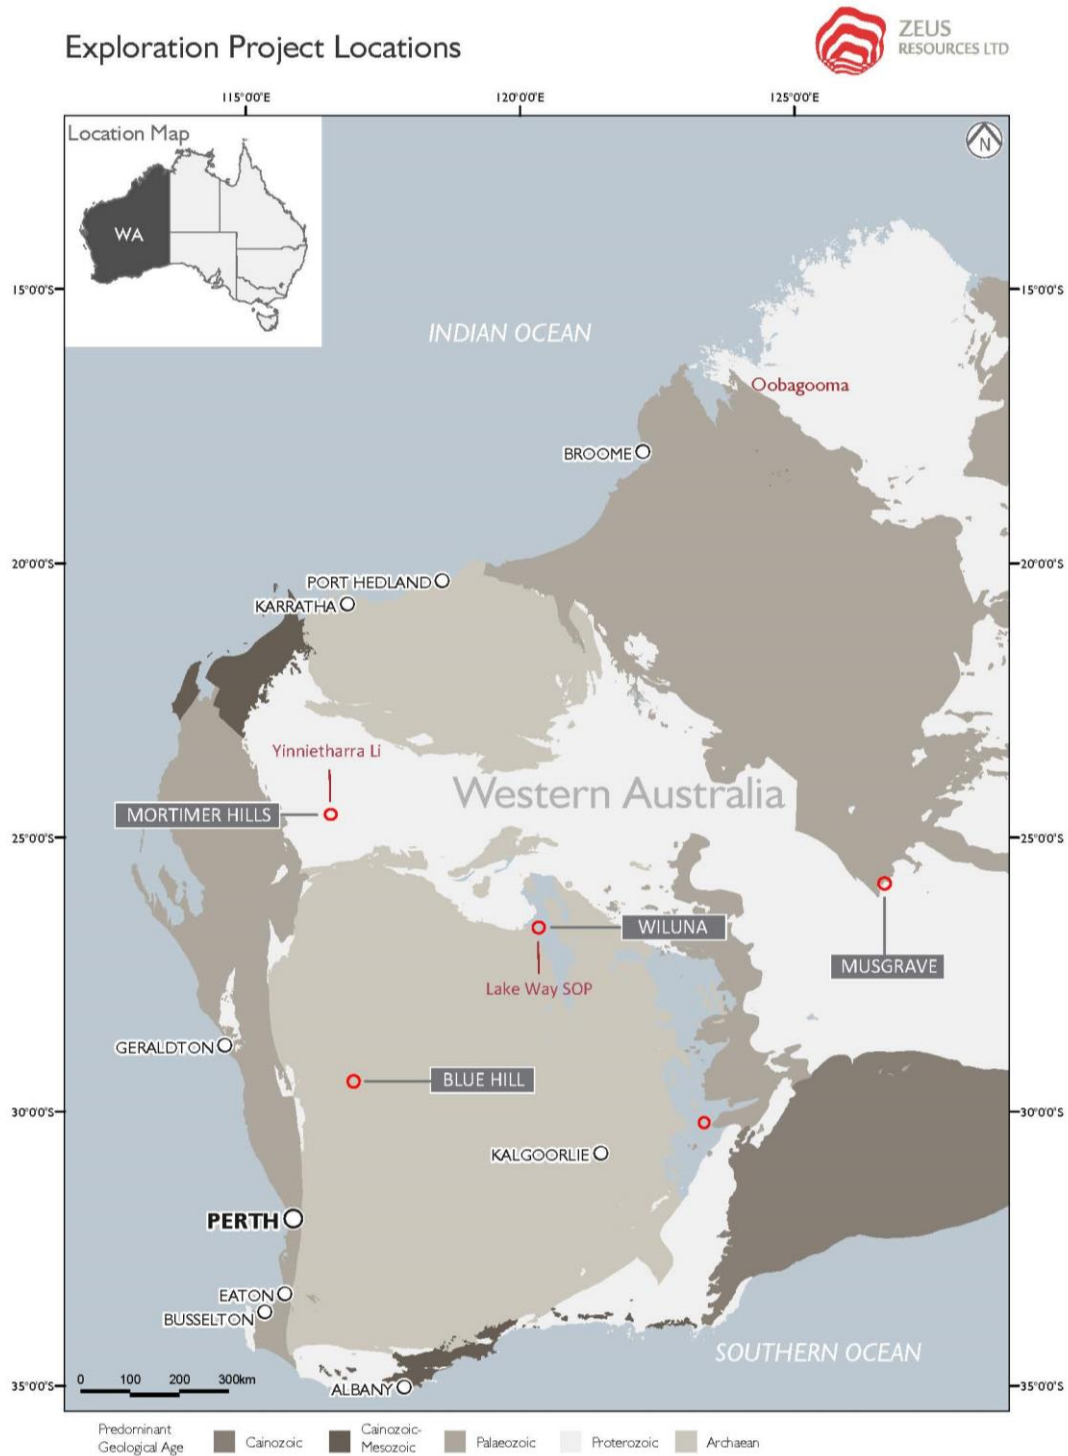 Exploration Project Locations
ZEUS
RESOURCES LTD
115°0'0"E
120°0'0"E
125°0'0"E
Location Map
WA
N
15°0'0"S
15°0'0"S
INDIAN OCEAN
Oobagooma
BROOME
20°0'0"S
20°0'0"S
PORT HEDLAND
KARRATHA
Yinnietharra Li
Western Australia
MORTIMER HILLS
25°0'0"S
25°0'0"S
WILUNA
MUSGRAVE
Lake Way SOP
GERALDTON
BLUE HILL
30°0'0"S
30°0'0"S
KALGOORLIE
PERTH
EATON
BUSSELTON
SOUTHERN OCEAN
0 100 200 300km
35°0'0"S
35°0'0"S
ALBANY
Predominant
Geological Age
Cainozoic
Cainozoic-
Mesozoic
Palaeozoic
Proterozoic
Archaean